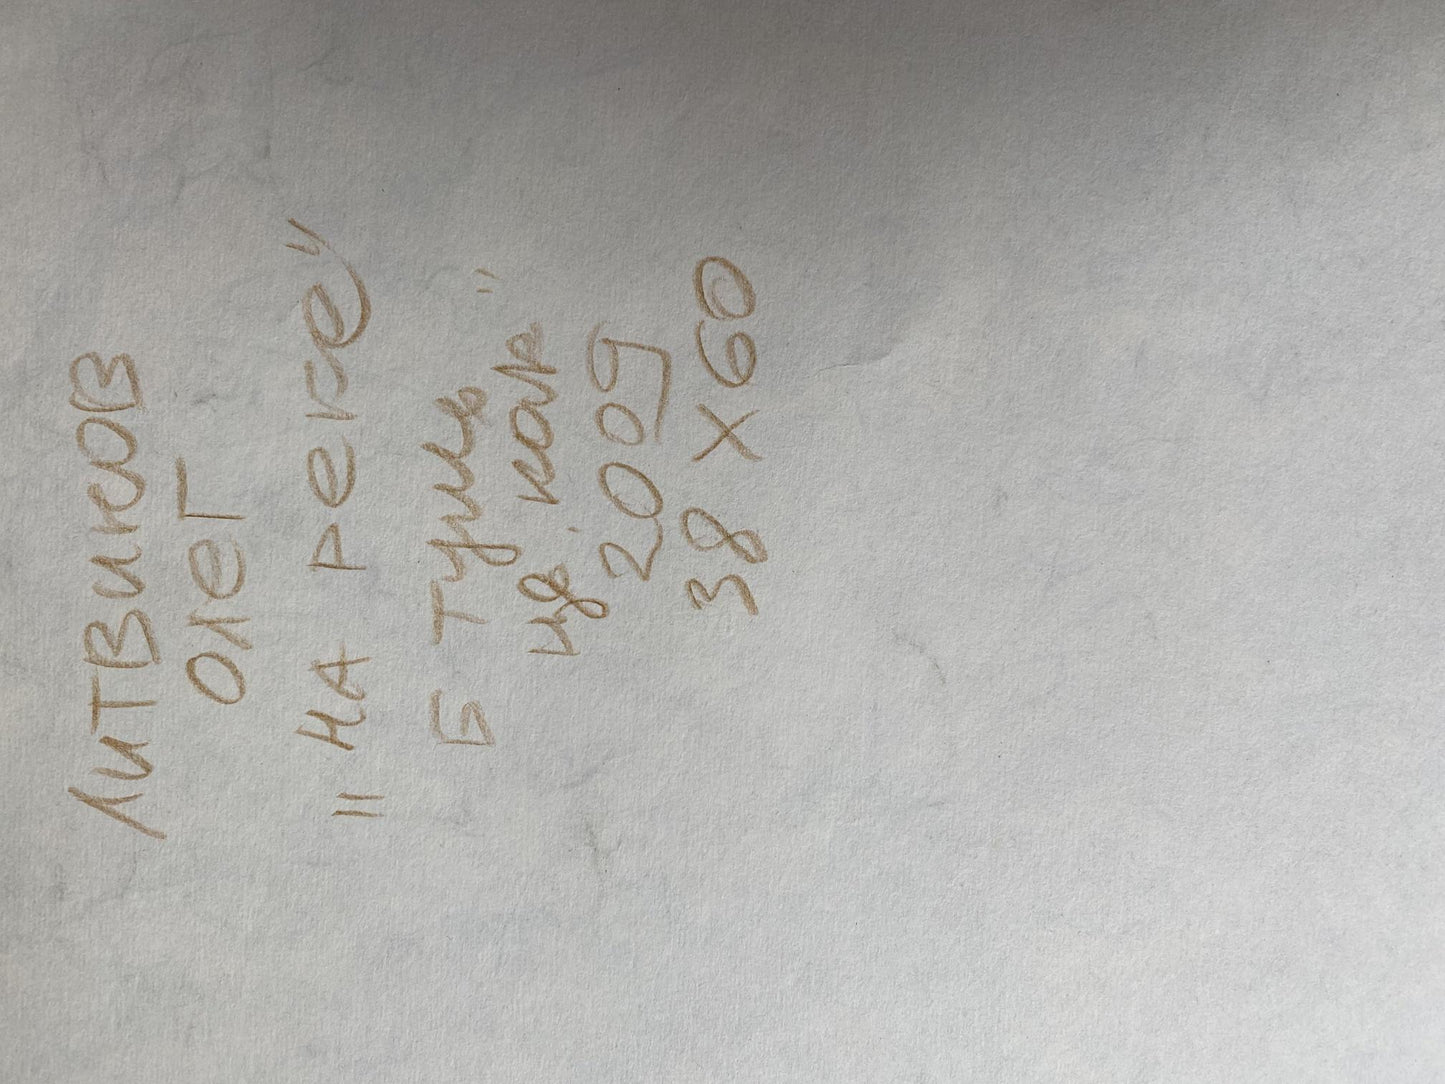 ЛиТВикОВ
ОлеГ
"НА реке"
Б Тушь
цв. кар"
2009
38 X 60